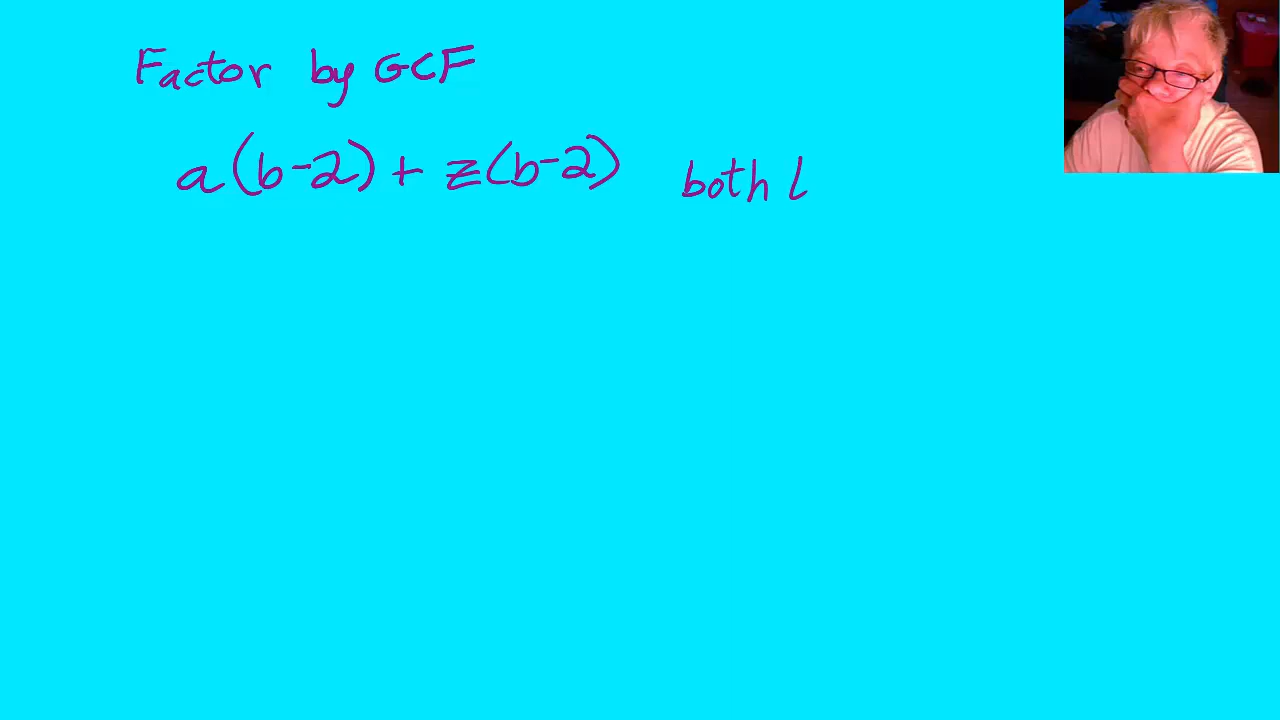 Factor by GCF
a(b-2) + z(b-2) both l